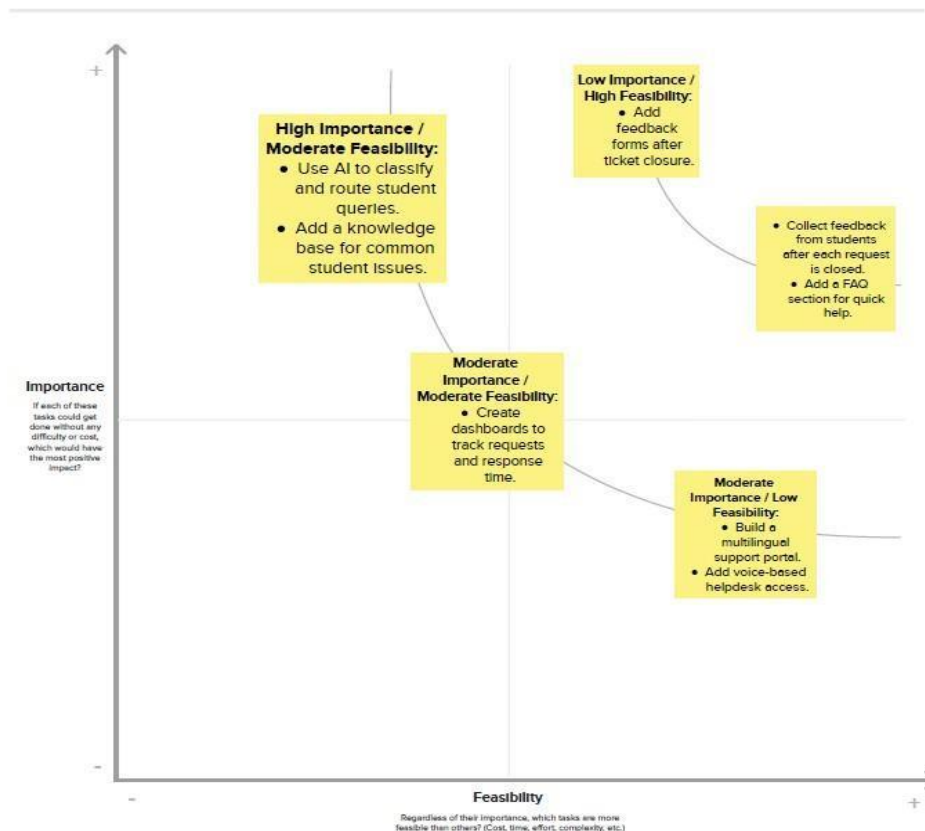 +
Low Importance /
High Feasibility:
● Add
feedback
forms after
ticket closure.
High Importance /
Moderate Feasibility:
● Use AI to classify
and route student
queries.
● Add a knowledge
base for common
student issues.
● Collect feedback
from students
after each request
is closed.
● Add a FAQ
section for quick
help.
Moderate
Importance /
Moderate Feasibility:
● Create
dashboards to
track requests
and response
time.
Importance
If each of these
tasks could get
done without any
difficulty or cost,
which would have
the most positive
impact?
Moderate
Importance / Low
Feasibility:
● Build a
multilingual
support portal.
● Add voice-based
helpdesk access.
-
-
Feasibility
+
Regardless of their importance, which tasks are more
feasible than others? (Cost, time, effort, complexity, etc.)